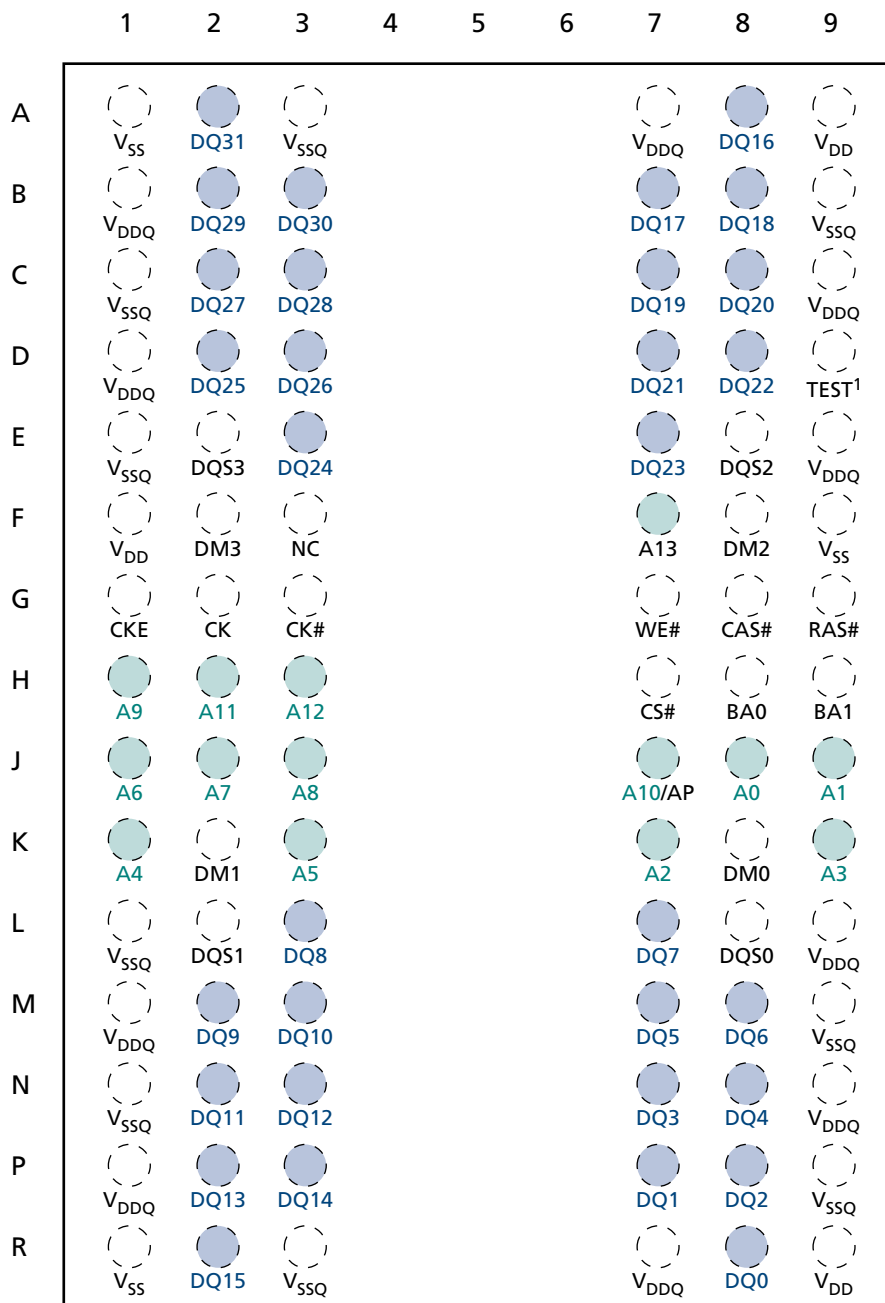 1 2 3 4 5 6 7 8 9
A
VSS DQ31 VSSQ VDDQ DQ16 VDD
B
VDDQ DQ29 DQ30 DQ17 DQ18 VSSQ
C
VSSQ DQ27 DQ28 DQ19 DQ20 VDDQ
D
VDDQ DQ25 DQ26 DQ21 DQ22 TEST1
E
VSSQ DQS3 DQ24 DQ23 DQS2 VDDQ
F
VDD DM3 NC A13 DM2 VSS
G
CKE CK CK# WE# CAS# RAS#
H
A9 A11 A12 CS# BA0 BA1
J
A6 A7 A8 A10/AP A0 A1
K
A4 DM1 A5 A2 DM0 A3
L
VSSQ DQS1 DQ8 DQ7 DQS0 VDDQ
M
VDDQ DQ9 DQ10 DQ5 DQ6 VSSQ
N
VSSQ DQ11 DQ12 DQ3 DQ4 VDDQ
P
VDDQ DQ13 DQ14 DQ1 DQ2 VSSQ
R
VSS DQ15 VSSQ VDDQ DQ0 VDD